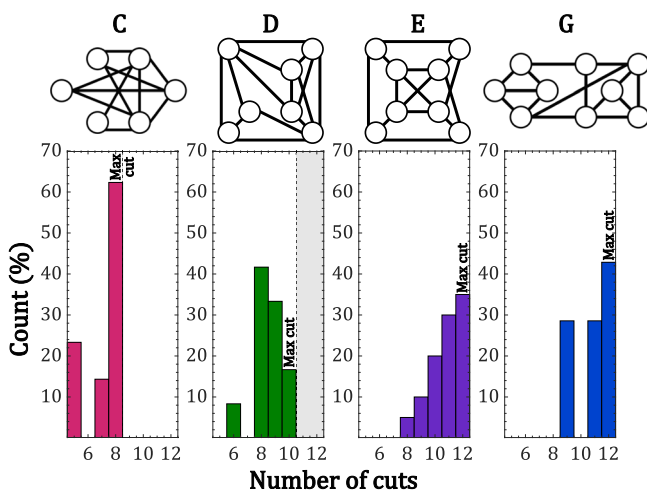 C D E G
70 70 70 70
60 60 60 60
50 50 50 50
40 40 40 40
30 30 30 30
20 20 20 20
10 10 10 10
Count (%)
Max
cut
Max cut
Max cut
Max cut
6 8 10 12 6 8 10 12 6 8 10 12 6 8 10 12
Number of cuts